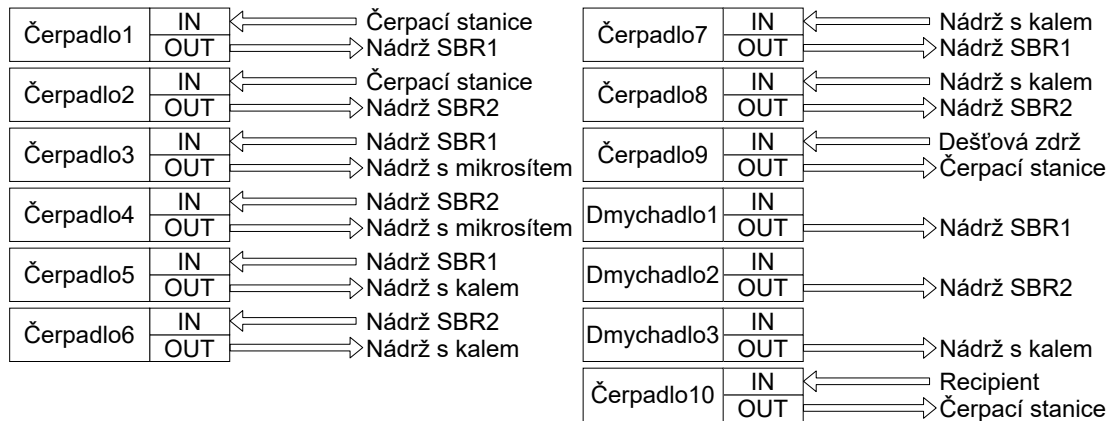 Čerpadlo1 IN Čerpací stanice
OUT Nádrž SBR1
Čerpadlo2 IN Čerpací stanice
OUT Nádrž SBR2
Čerpadlo3 IN Nádrž SBR1
OUT Nádrž s mikrosítem
Čerpadlo4 IN Nádrž SBR2
OUT Nádrž s mikrosítem
Čerpadlo5 IN Nádrž SBR1
OUT Nádrž s kalem
Čerpadlo6 IN Nádrž SBR2
OUT Nádrž s kalem
Čerpadlo7 IN Nádrž s kalem
OUT Nádrž SBR1
Čerpadlo8 IN Nádrž s kalem
OUT Nádrž SBR2
Čerpadlo9 IN Dešťová zdrž
OUT Čerpací stanice
Dmychadlo1 IN
OUT Nádrž SBR1
Dmychadlo2 IN
OUT Nádrž SBR2
Dmychadlo3 IN
OUT Nádrž s kalem
Čerpadlo10 IN Recipient
OUT Čerpací stanice